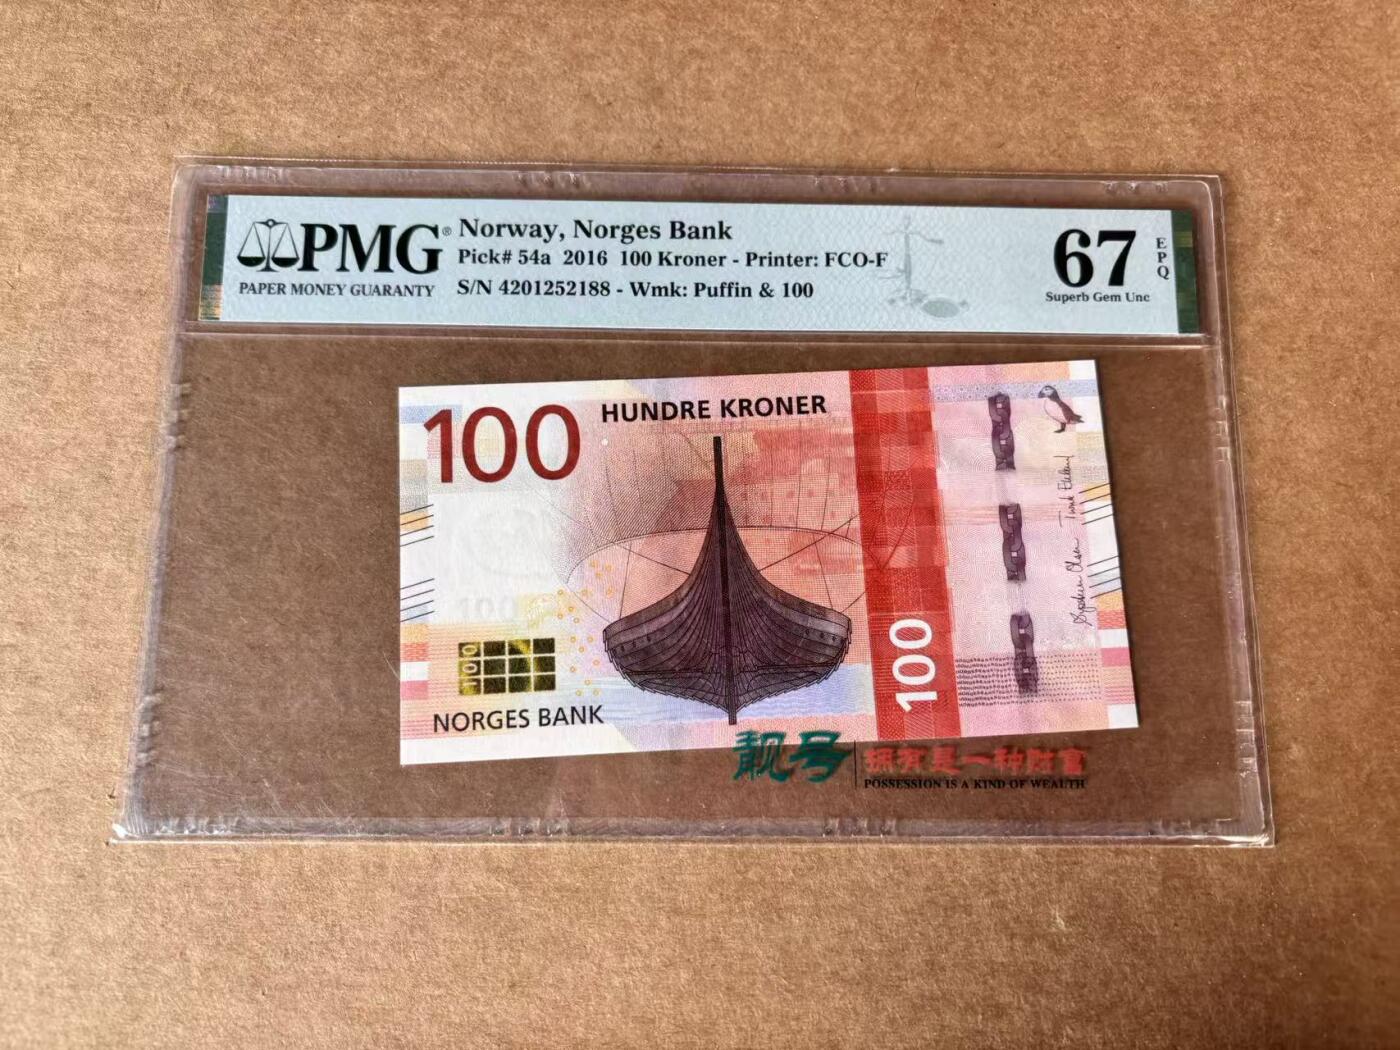 PMG®
PAPER MONEY GUARANTY
Norway, Norges Bank
Pick# 54a 2016 100 Kroner - Printer: FCO-F
S/N 4201252188 - Wmk: Puffin & 100
67
EPQ
Superb Gem Unc
100
HUNDRE KRONER
100
100
NORGES BANK
100
靓号
拥有是一种财富
POSSESSION IS A KIND OF WEALTH